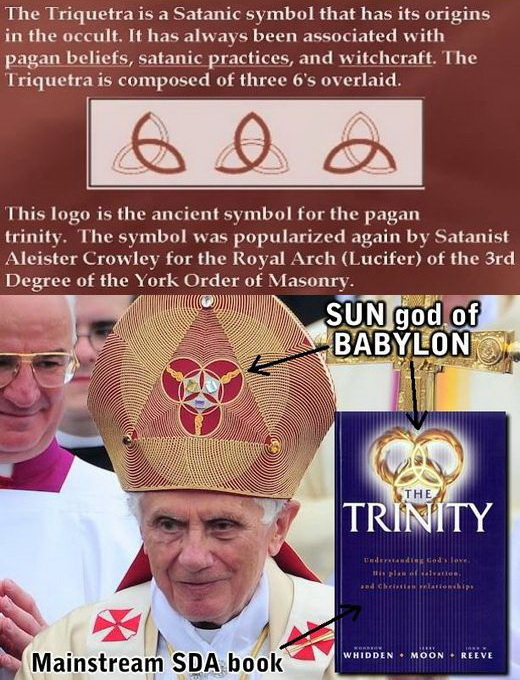 The Triquetra is a Satanic symbol that has its origins
in the occult. It has always been associated with
pagan beliefs, satanic practices, and witchcraft. The
Triquetra is composed of three 6's overlaid.
This logo is the ancient symbol for the pagan
trinity.  The symbol was popularized again by Satanist
Aleister Crowley for the Royal Arch (Lucifer) of the 3rd
Degree of the York Order of Masonry.
SUN god of
BABYLON
THE
TRINITY
Understanding God's love,
His plan of salvation,
and Christian relationships
WOODROW JERRY JOHN W.
WHIDDEN • MOON • REEVE
Mainstream SDA book